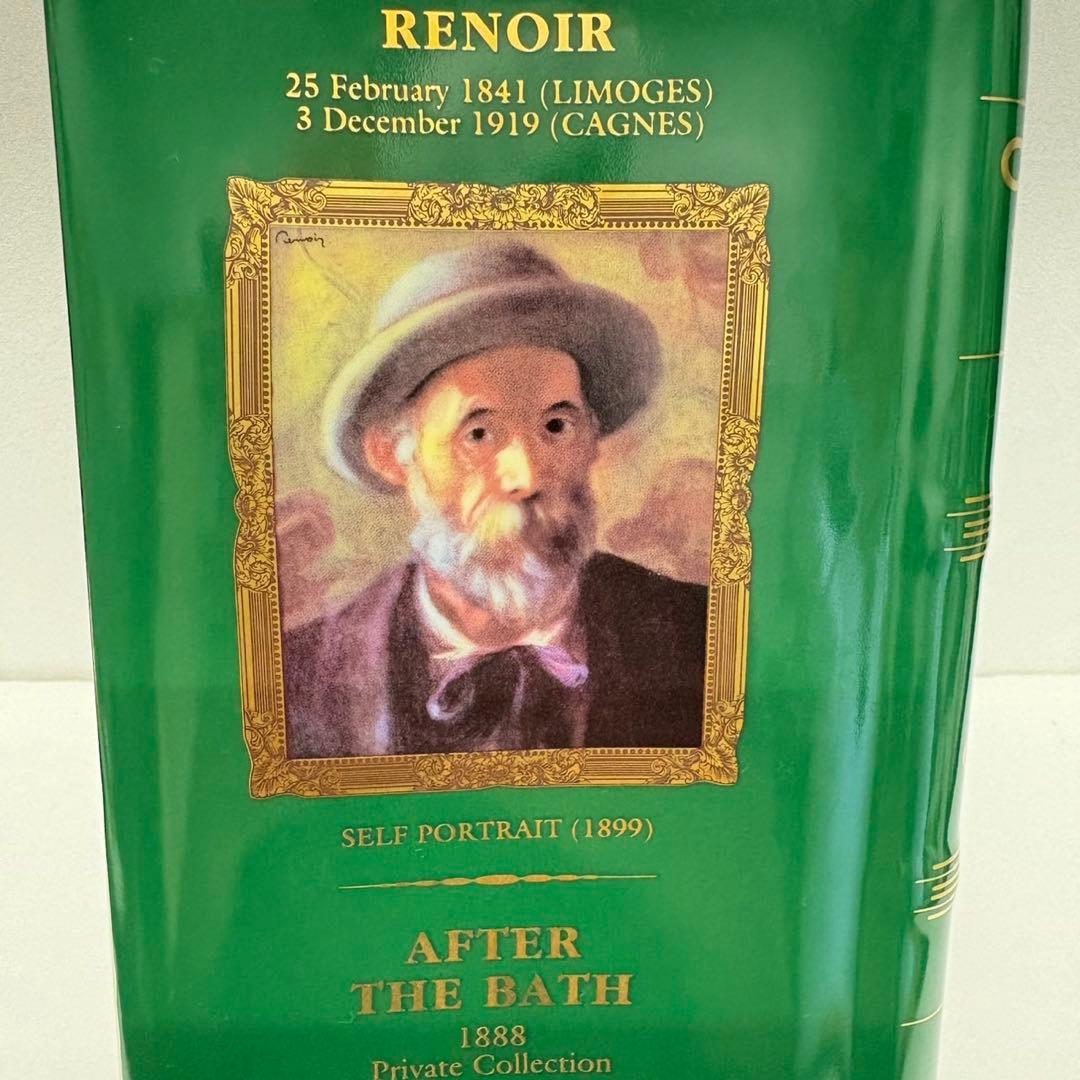 RENOIR
25 February 1841 (LIMOGES)
3 December 1919 (CAGNES)
Renoir
SELF PORTRAIT (1899)
AFTER
THE BATH
1888
Private Collection